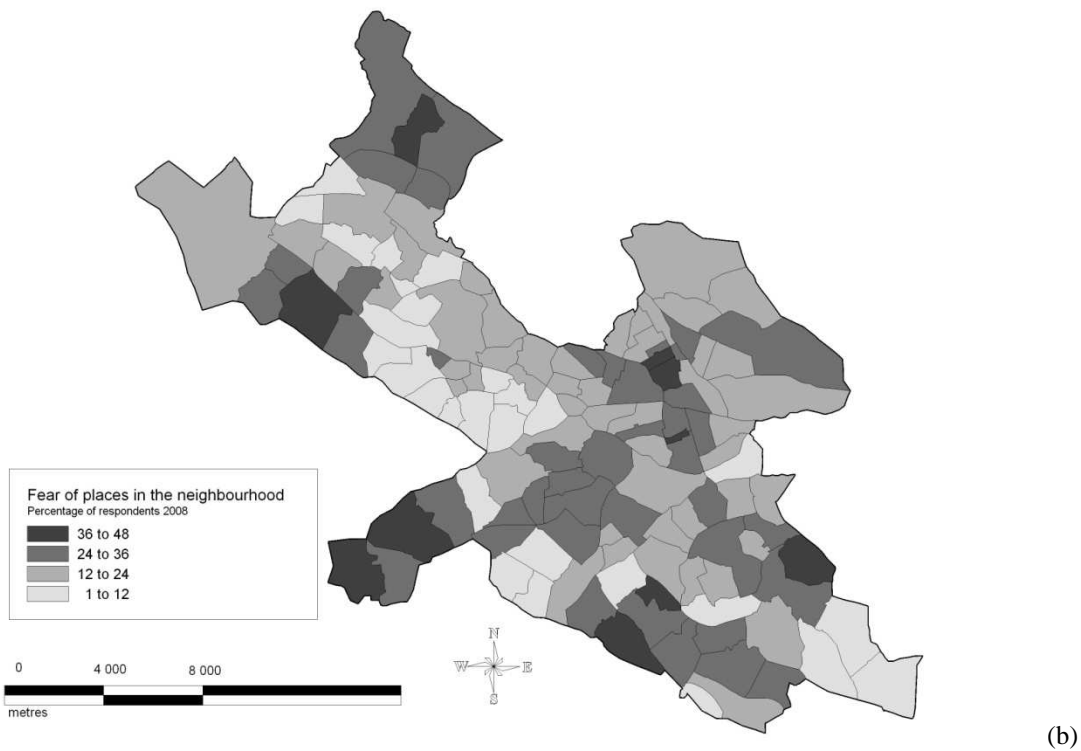 Fear of places in the neighbourhood
Percentage of respondents 2008
36 to 48
24 to 36
12 to 24
1 to 12
0 4 000 8 000
metres
N
W E
S
(b)